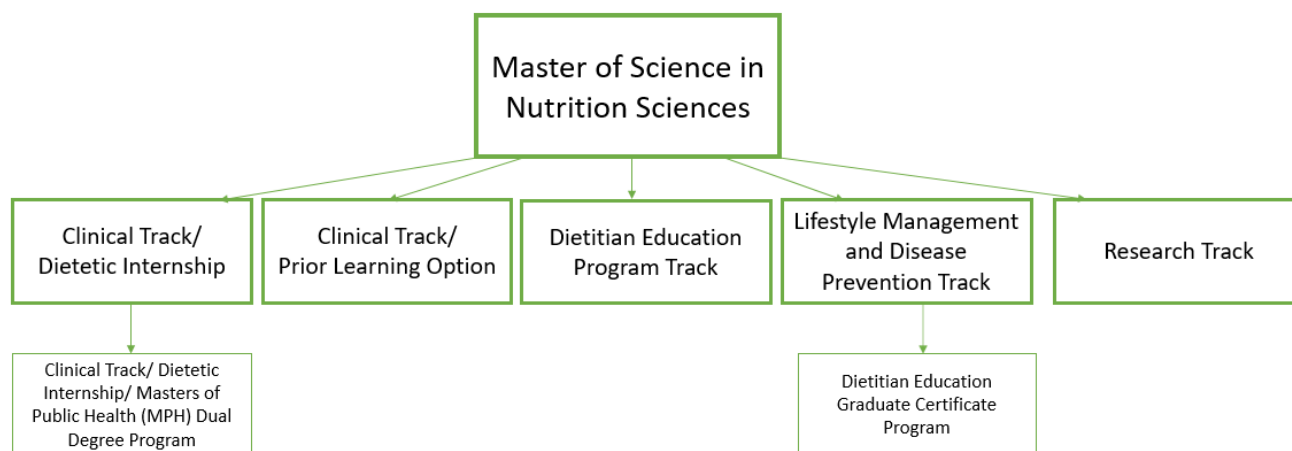 Master of Science in
Nutrition Sciences
Clinical Track/
Dietetic Internship
Clinical Track/
Prior Learning Option
Dietitian Education
Program Track
Lifestyle Management
and Disease
Prevention Track
Research Track
Clinical Track/ Dietetic
Internship/ Masters of
Public Health (MPH) Dual
Degree Program
Dietitian Education
Graduate Certificate
Program